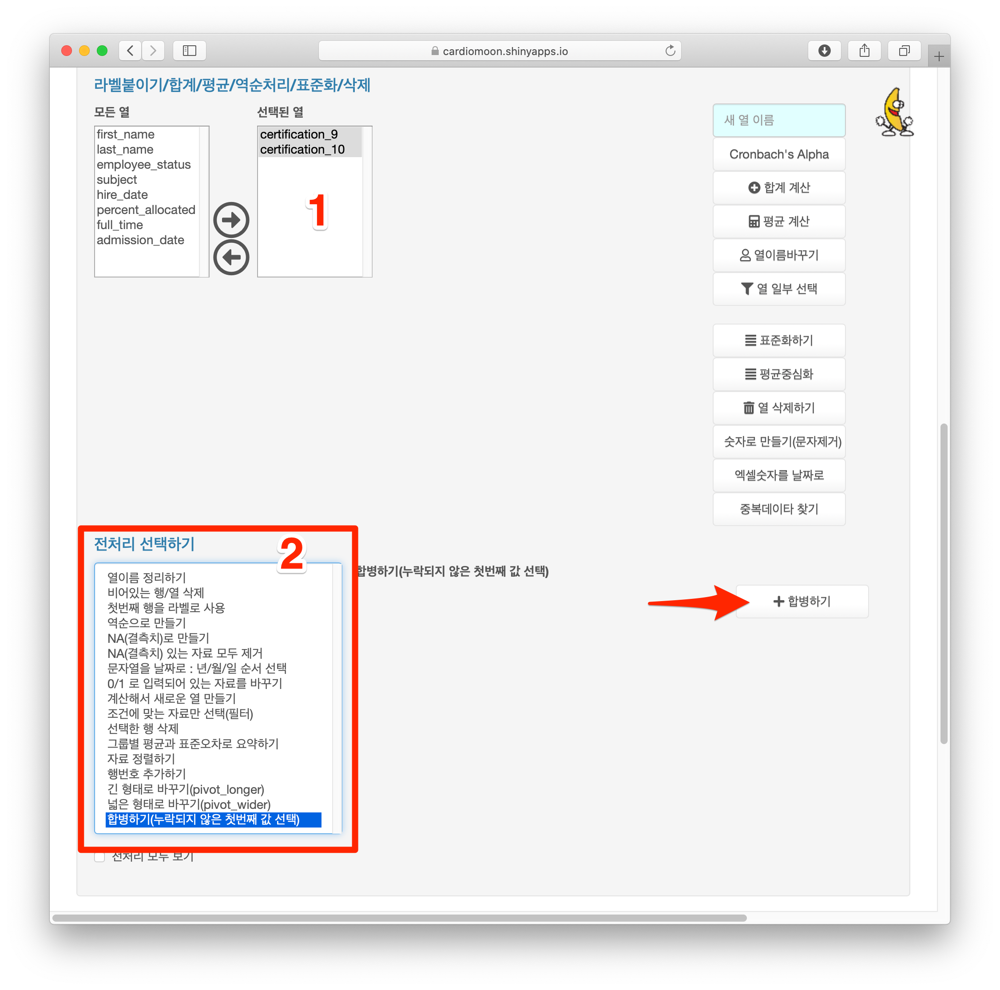 cardiomoon.shinyapps.io
라벨붙이기/합계/평균/역순처리/표준화/삭제
모든 열
선택된 열
first_name
last_name
employee_status
subject
hire_date
percent_allocated
full_time
admission_date
certification_9
certification_10
1
새 열 이름
Cronbach's Alpha
합계 계산
평균 계산
열이름바꾸기
열 일부 선택
표준화하기
평균중심화
열 삭제하기
숫자로 만들기(문자제거)
엑셀숫자를 날짜로
중복데이타 찾기
전처리 선택하기
2
열이름 정리하기
비어있는 행/열 삭제
첫번째 행을 라벨로 사용
역순으로 만들기
NA(결측치)로 만들기
NA(결측치) 있는 자료 모두 제거
문자열을 날짜로 : 년/월/일 순서 선택
0/1 로 입력되어 있는 자료를 바꾸기
계산해서 새로운 열 만들기
조건에 맞는 자료만 선택(필터)
선택한 행 삭제
그룹별 평균과 표준오차로 요약하기
자료 정렬하기
행번호 추가하기
긴 형태로 바꾸기(pivot_longer)
넓은 형태로 바꾸기(pivot_wider)
합병하기(누락되지 않은 첫번째 값 선택)
합병하기(누락되지 않은 첫번째 값 선택)
합병하기
전처리 모두 보기